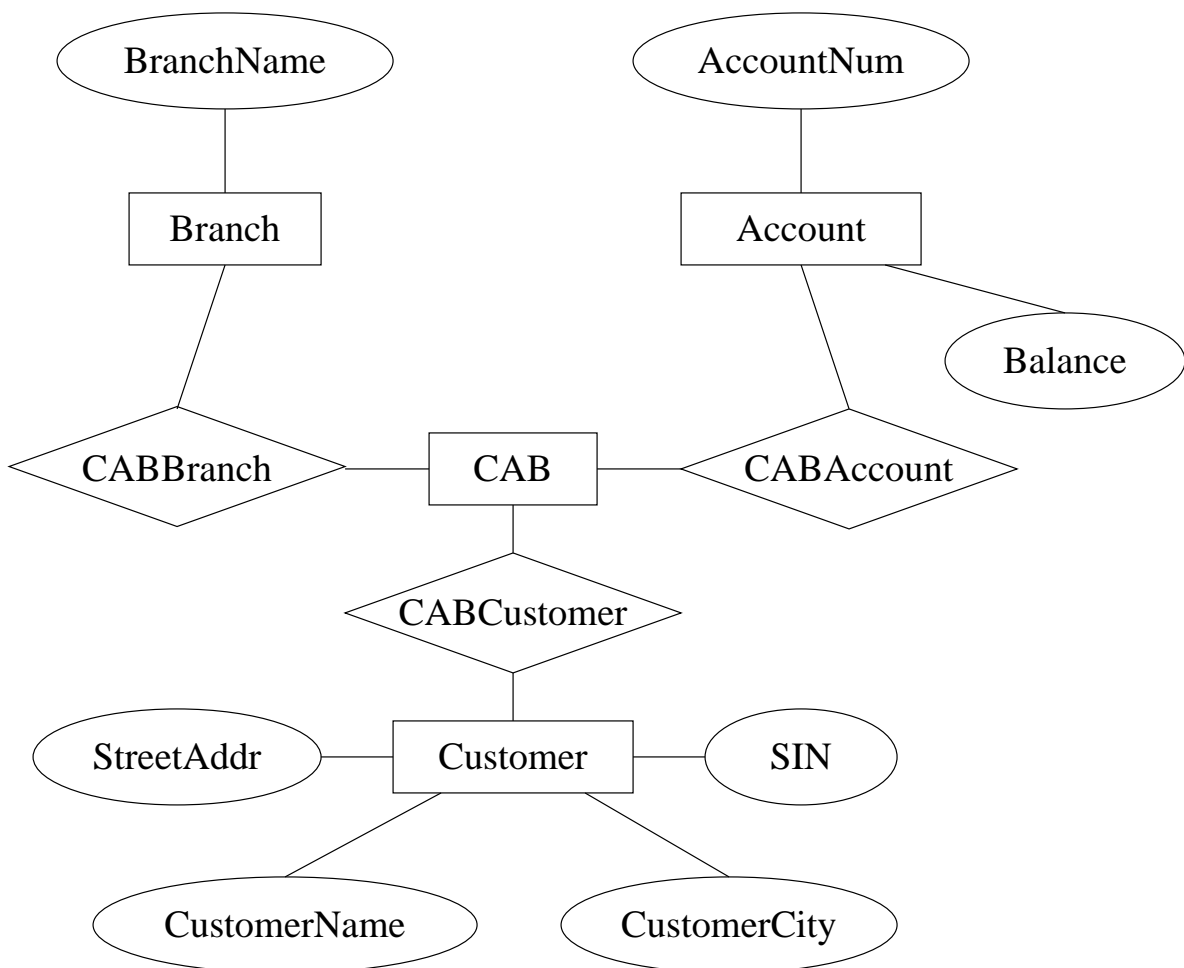 BranchName
AccountNum
Branch
Account
Balance
CABBranch
CAB
CABAccount
CABCustomer
StreetAddr
Customer
SIN
CustomerName
CustomerCity